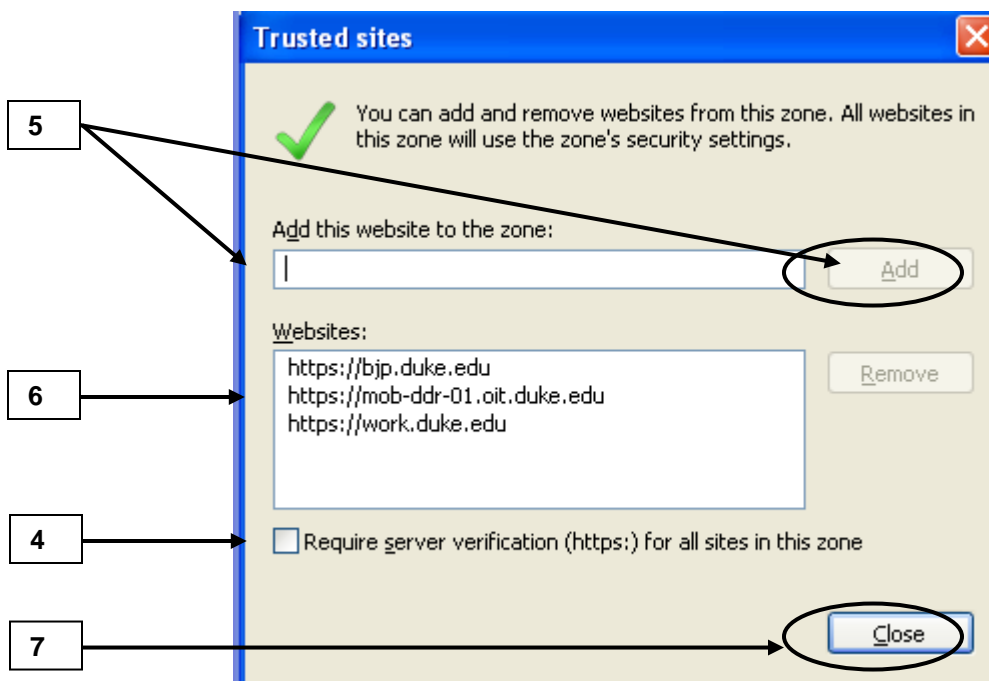 Trusted sites
5
You can add and remove websites from this zone. All websites in
this zone will use the zone's security settings.
Add this website to the zone:
Add
Websites:
https://bjp.duke.edu
https://mob-ddr-01.oit.duke.edu
https://work.duke.edu
Remove
6
4
Require server verification (https:) for all sites in this zone
7
Close